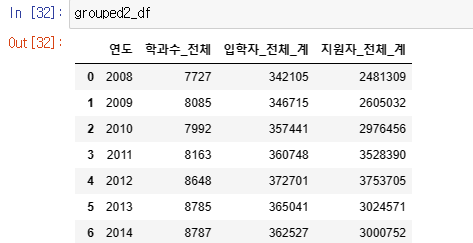 In [32]: grouped2_df
Out[32]:
연도 학과수_전체 입학자_전체_계 지원자_전체_계
0 2008 7727 342105 2481309
1 2009 8085 346715 2605032
2 2010 7992 357441 2976456
3 2011 8163 360748 3528390
4 2012 8648 372701 3753705
5 2013 8785 365041 3024571
6 2014 8787 362527 3000752